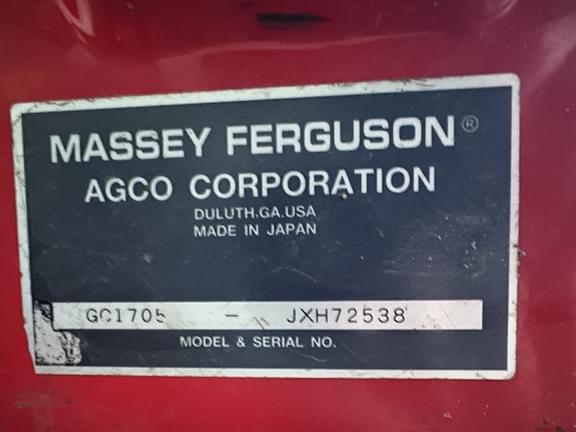 MASSEY FERGUSON®
AGCO CORPORATION
DULUTH.GA.USA
MADE IN JAPAN
GC1705 — JXH72538
MODEL & SERIAL NO.